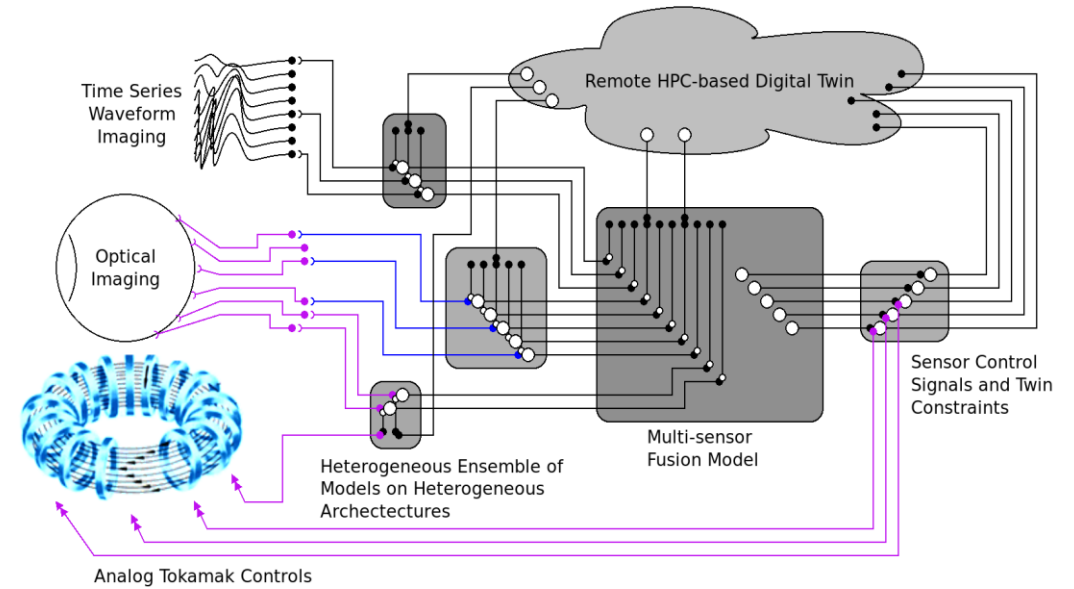 Remote HPC-based Digital Twin
Time Series
Waveform
Imaging
Optical
Imaging
Sensor Control
Signals and Twin
Constraints
Multi-sensor
Fusion Model
Heterogeneous Ensemble of
Models on Heterogeneous
Archectectures
Analog Tokamak Controls